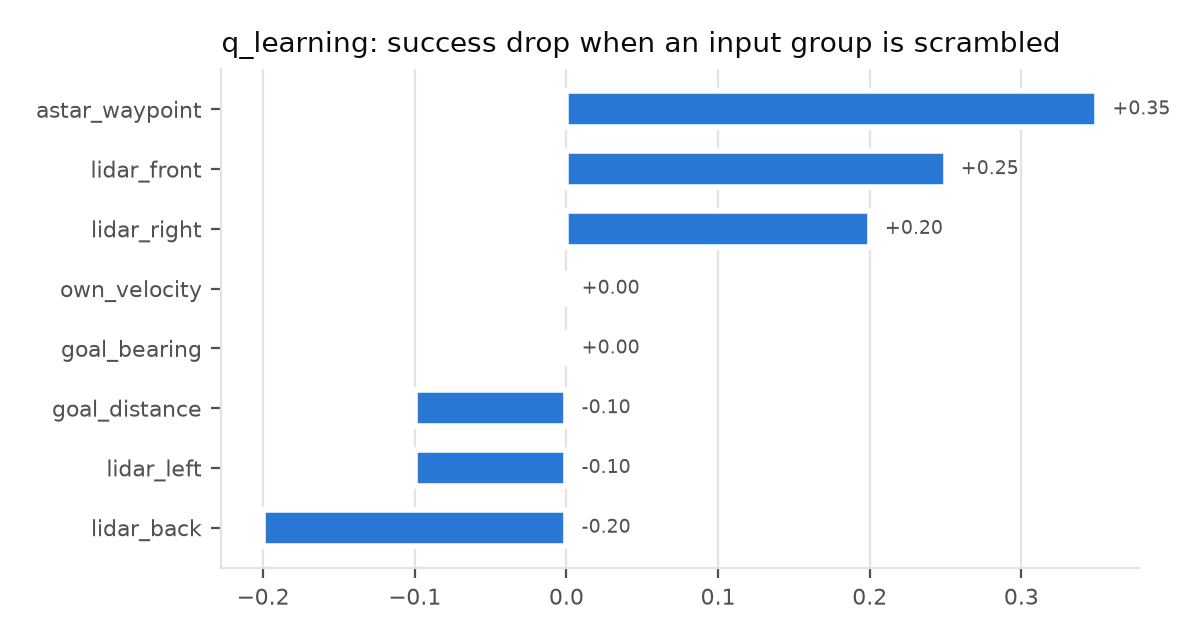 q_learning: success drop when an input group is scrambled
astar_waypoint +0.35
lidar_front +0.25
lidar_right +0.20
own_velocity +0.00
goal_bearing +0.00
goal_distance -0.10
lidar_left -0.10
lidar_back -0.20
−0.2 −0.1 0.0 0.1 0.2 0.3